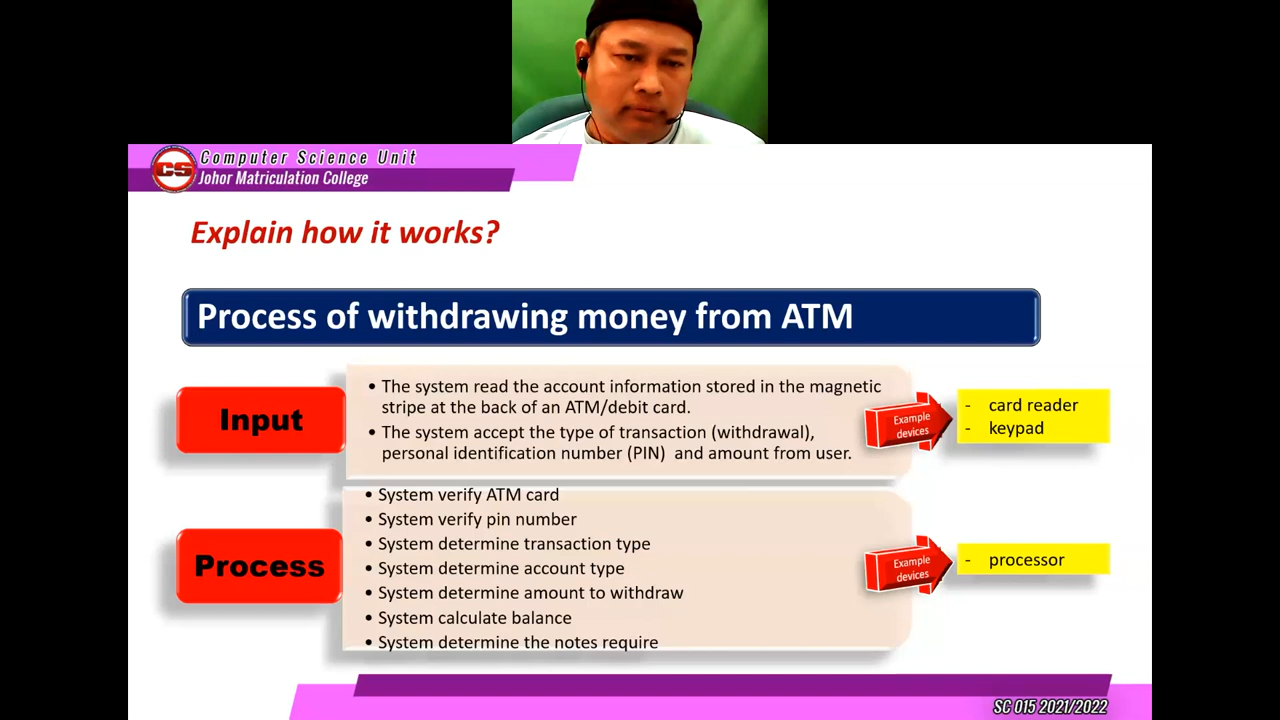 CS
Computer Science Unit
Johor Matriculation College
Explain how it works?
Process of withdrawing money from ATM
Input
• The system read the account information stored in the magnetic
stripe at the back of an ATM/debit card.
• The system accept the type of transaction (withdrawal),
personal identification number (PIN) and amount from user.
Example
devices
- card reader
- keypad
Process
• System verify ATM card
• System verify pin number
• System determine transaction type
• System determine account type
• System determine amount to withdraw
• System calculate balance
• System determine the notes require
Example
devices
- processor
SC 015 2021/2022